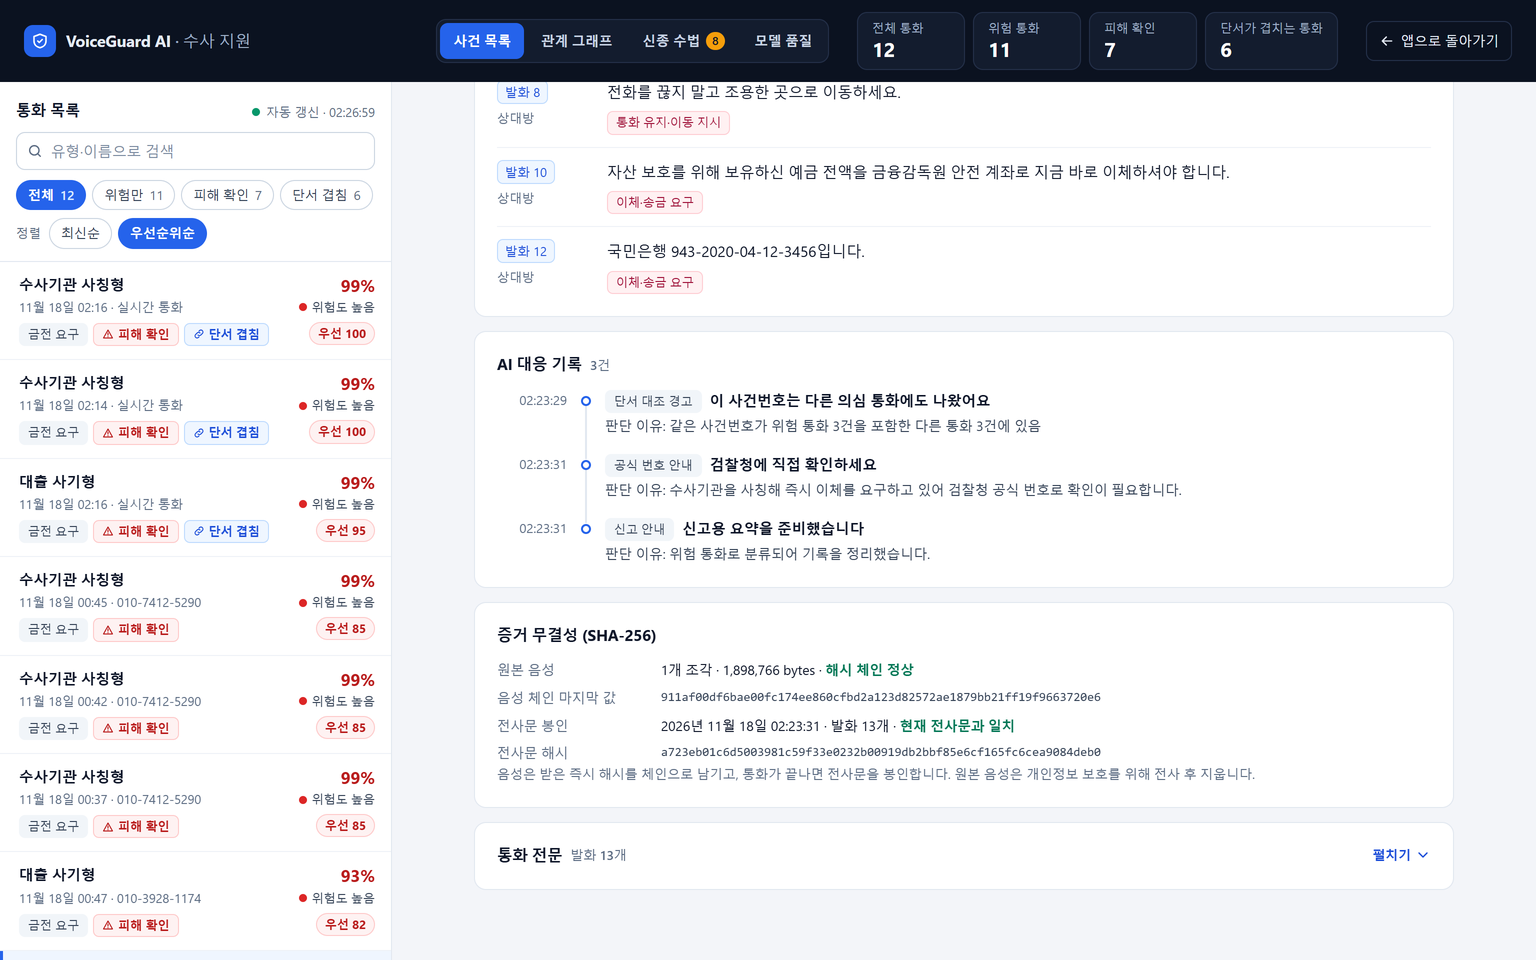 VoiceGuard AI · 수사 지원
사건 목록
관계 그래프
신종 수법 8
모델 품질
전체 통화
12
위험 통화
11
피해 확인
7
단서가 겹치는 통화
6
← 앱으로 돌아가기
통화 목록
자동 갱신 · 02:26:59
유형·이름으로 검색
전체 12
위험만 11
피해 확인 7
단서 겹침 6
정렬
최신순
우선순위순
수사기관 사칭형
99%
11월 18일 02:16 · 실시간 통화
위험도 높음
금전 요구
피해 확인
단서 겹침
우선 100
수사기관 사칭형
99%
11월 18일 02:14 · 실시간 통화
위험도 높음
금전 요구
피해 확인
단서 겹침
우선 100
대출 사기형
99%
11월 18일 02:16 · 실시간 통화
위험도 높음
금전 요구
피해 확인
단서 겹침
우선 95
수사기관 사칭형
99%
11월 18일 00:45 · 010-7412-5290
위험도 높음
금전 요구
피해 확인
우선 85
수사기관 사칭형
99%
11월 18일 00:42 · 010-7412-5290
위험도 높음
금전 요구
피해 확인
우선 85
수사기관 사칭형
99%
11월 18일 00:37 · 010-7412-5290
위험도 높음
금전 요구
피해 확인
우선 85
대출 사기형
93%
11월 18일 00:47 · 010-3928-1174
위험도 높음
금전 요구
피해 확인
우선 82
발화 8
상대방
전화를 끊지 말고 조용한 곳으로 이동하세요.
통화 유지·이동 지시
발화 10
상대방
자산 보호를 위해 보유하신 예금 전액을 금융감독원 안전 계좌로 지금 바로 이체하셔야 합니다.
이체·송금 요구
발화 12
상대방
국민은행 943-2020-04-12-3456입니다.
이체·송금 요구
AI 대응 기록 3건
02:23:29
단서 대조 경고 이 사건번호는 다른 의심 통화에도 나왔어요
판단 이유: 같은 사건번호가 위험 통화 3건을 포함한 다른 통화 3건에 있음
02:23:31
공식 번호 안내 검찰청에 직접 확인하세요
판단 이유: 수사기관을 사칭해 즉시 이체를 요구하고 있어 검찰청 공식 번호로 확인이 필요합니다.
02:23:31
신고 안내 신고용 요약을 준비했습니다
판단 이유: 위험 통화로 분류되어 기록을 정리했습니다.
증거 무결성 (SHA-256)
원본 음성 1개 조각 · 1,898,766 bytes · 해시 체인 정상
음성 체인 마지막 값 911af00df6bae00fc174ee860cfbd2a123d82572ae1879bb21ff19f9663720e6
전사문 봉인 2026년 11월 18일 02:23:31 · 발화 13개 · 현재 전사문과 일치
전사문 해시 a723eb01c6d5003981c59f33e0232b00919db2bbf85e6cf165fc6cea9084deb0
음성은 받은 즉시 해시를 체인으로 남기고, 통화가 끝나면 전사문을 봉인합니다. 원본 음성은 개인정보 보호를 위해 전사 후 지웁니다.
통화 전문 발화 13개
펼치기